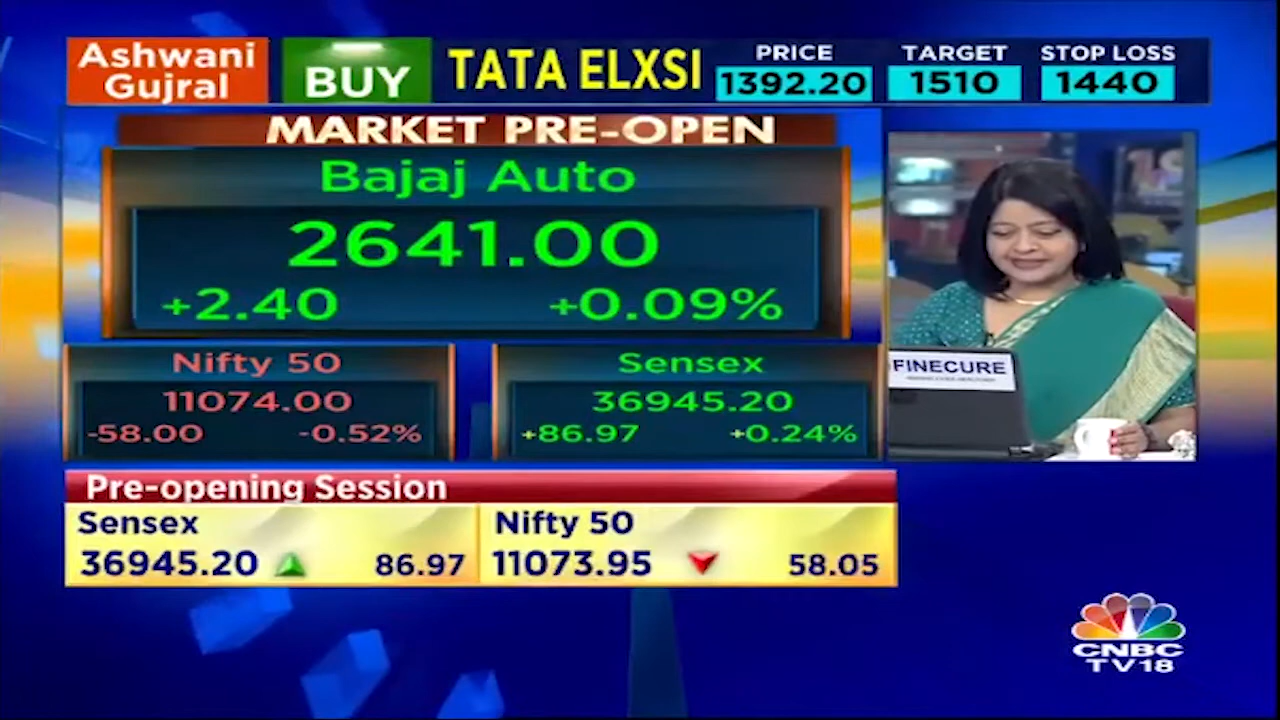 Ashwani
Gujral
BUY
TATA ELXSI
PRICE
1392.20
TARGET
1510
STOP LOSS
1440
MARKET PRE-OPEN
Bajaj Auto
2641.00
+2.40 +0.09%
Nifty 50
11074.00
-58.00 -0.52%
Sensex
36945.20
+86.97 +0.24%
FINECURE
Pre-opening Session
Sensex
36945.20 86.97
Nifty 50
11073.95 58.05
CNBC
TV18